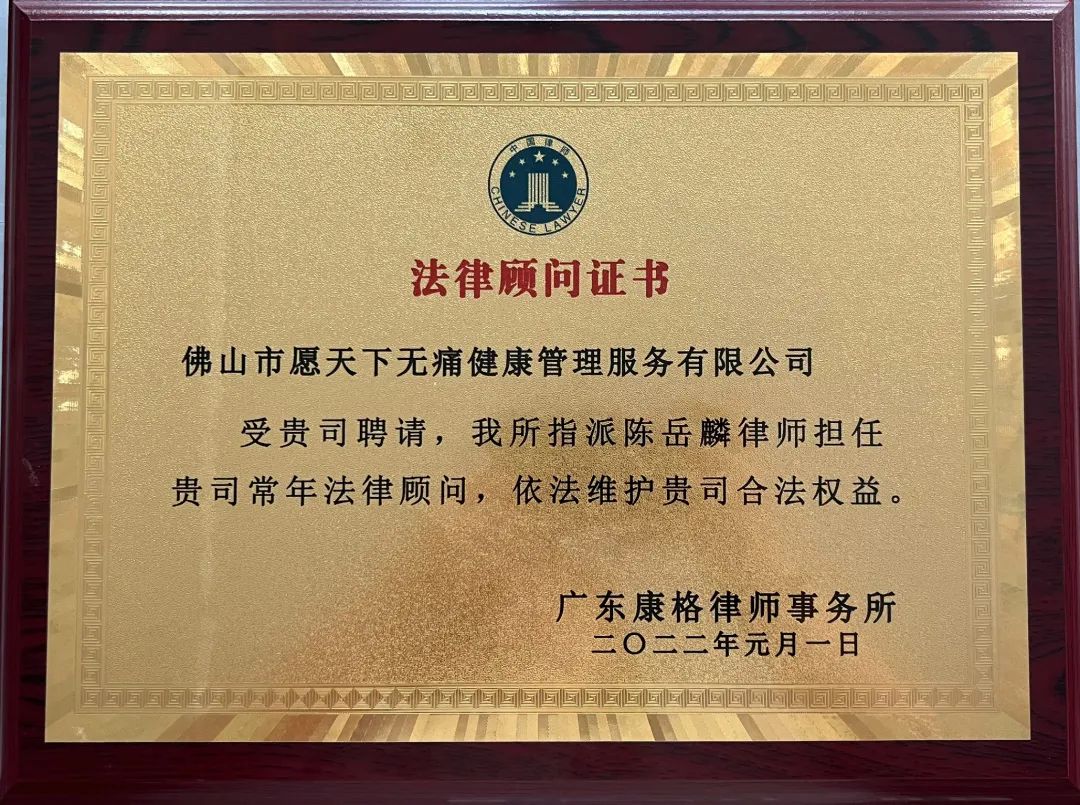 中国律师
CHINESE LAWYER
法律顾问证书
佛山市愿天下无痛健康管理服务有限公司
受贵司聘请，我所指派陈岳麟律师担任
贵司常年法律顾问，依法维护贵司合法权益。
广东康格律师事务所
二〇二二年元月一日